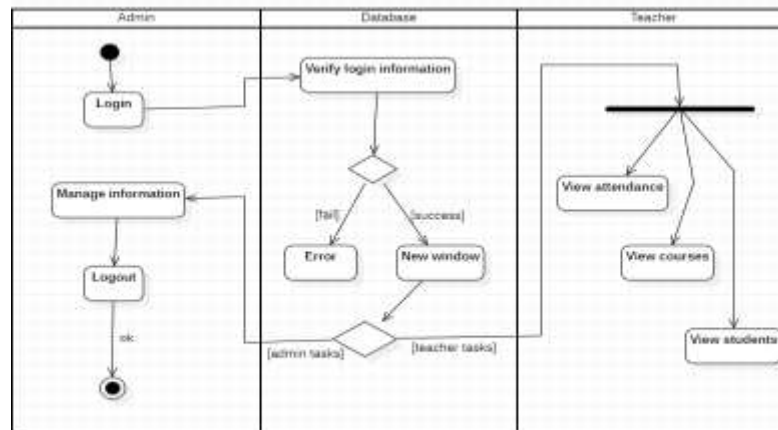 Admin
Database
Teacher
Verify login information
Login
View attendance
Manage information
[fail]
[success]
Error
New window
View courses
Logout
ok
[admin tasks]
[teacher tasks]
View students